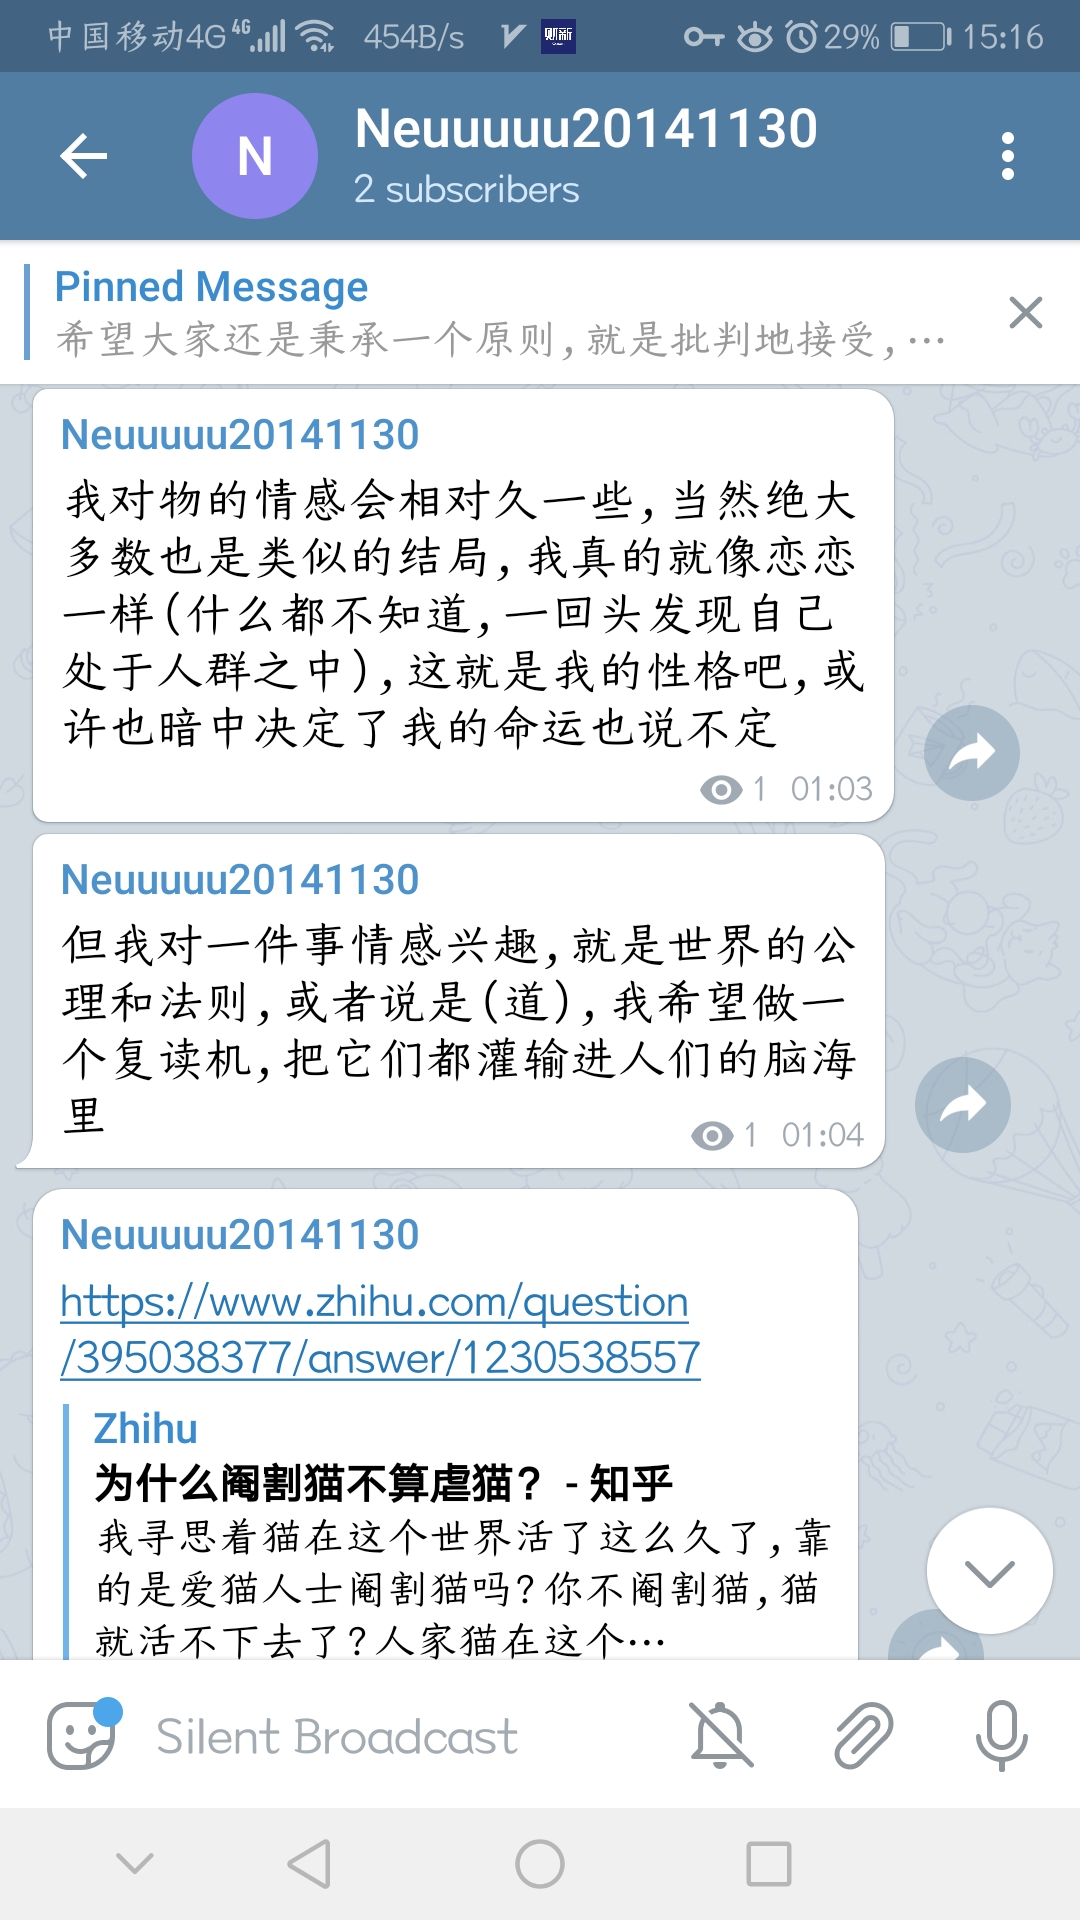 中国移动4G 4G 454B/s 财新 29% 15:16
N
Neuuuuu20141130
2 subscribers
Pinned Message
希望大家还是秉承一个原则,就是批判地接受,…
Neuuuuu20141130
我对物的情感会相对久一些,当然绝大
多数也是类似的结局,我真的就像恋恋
一样(什么都不知道,一回头发现自己
处于人群之中),这就是我的性格吧,或
许也暗中决定了我的命运也说不定
1 01:03
Neuuuuu20141130
但我对一件事情感兴趣,就是世界的公
理和法则,或者说是(道),我希望做一
个复读机,把它们都灌输进人们的脑海
里
1 01:04
Neuuuuu20141130
https://www.zhihu.com/question
/395038377/answer/1230538557
Zhihu
为什么阉割猫不算虐猫？ - 知乎
我寻思着猫在这个世界活了这么久了,靠
的是爱猫人士阉割猫吗?你不阉割猫,猫
就活不下去了?人家猫在这个…
Silent Broadcast